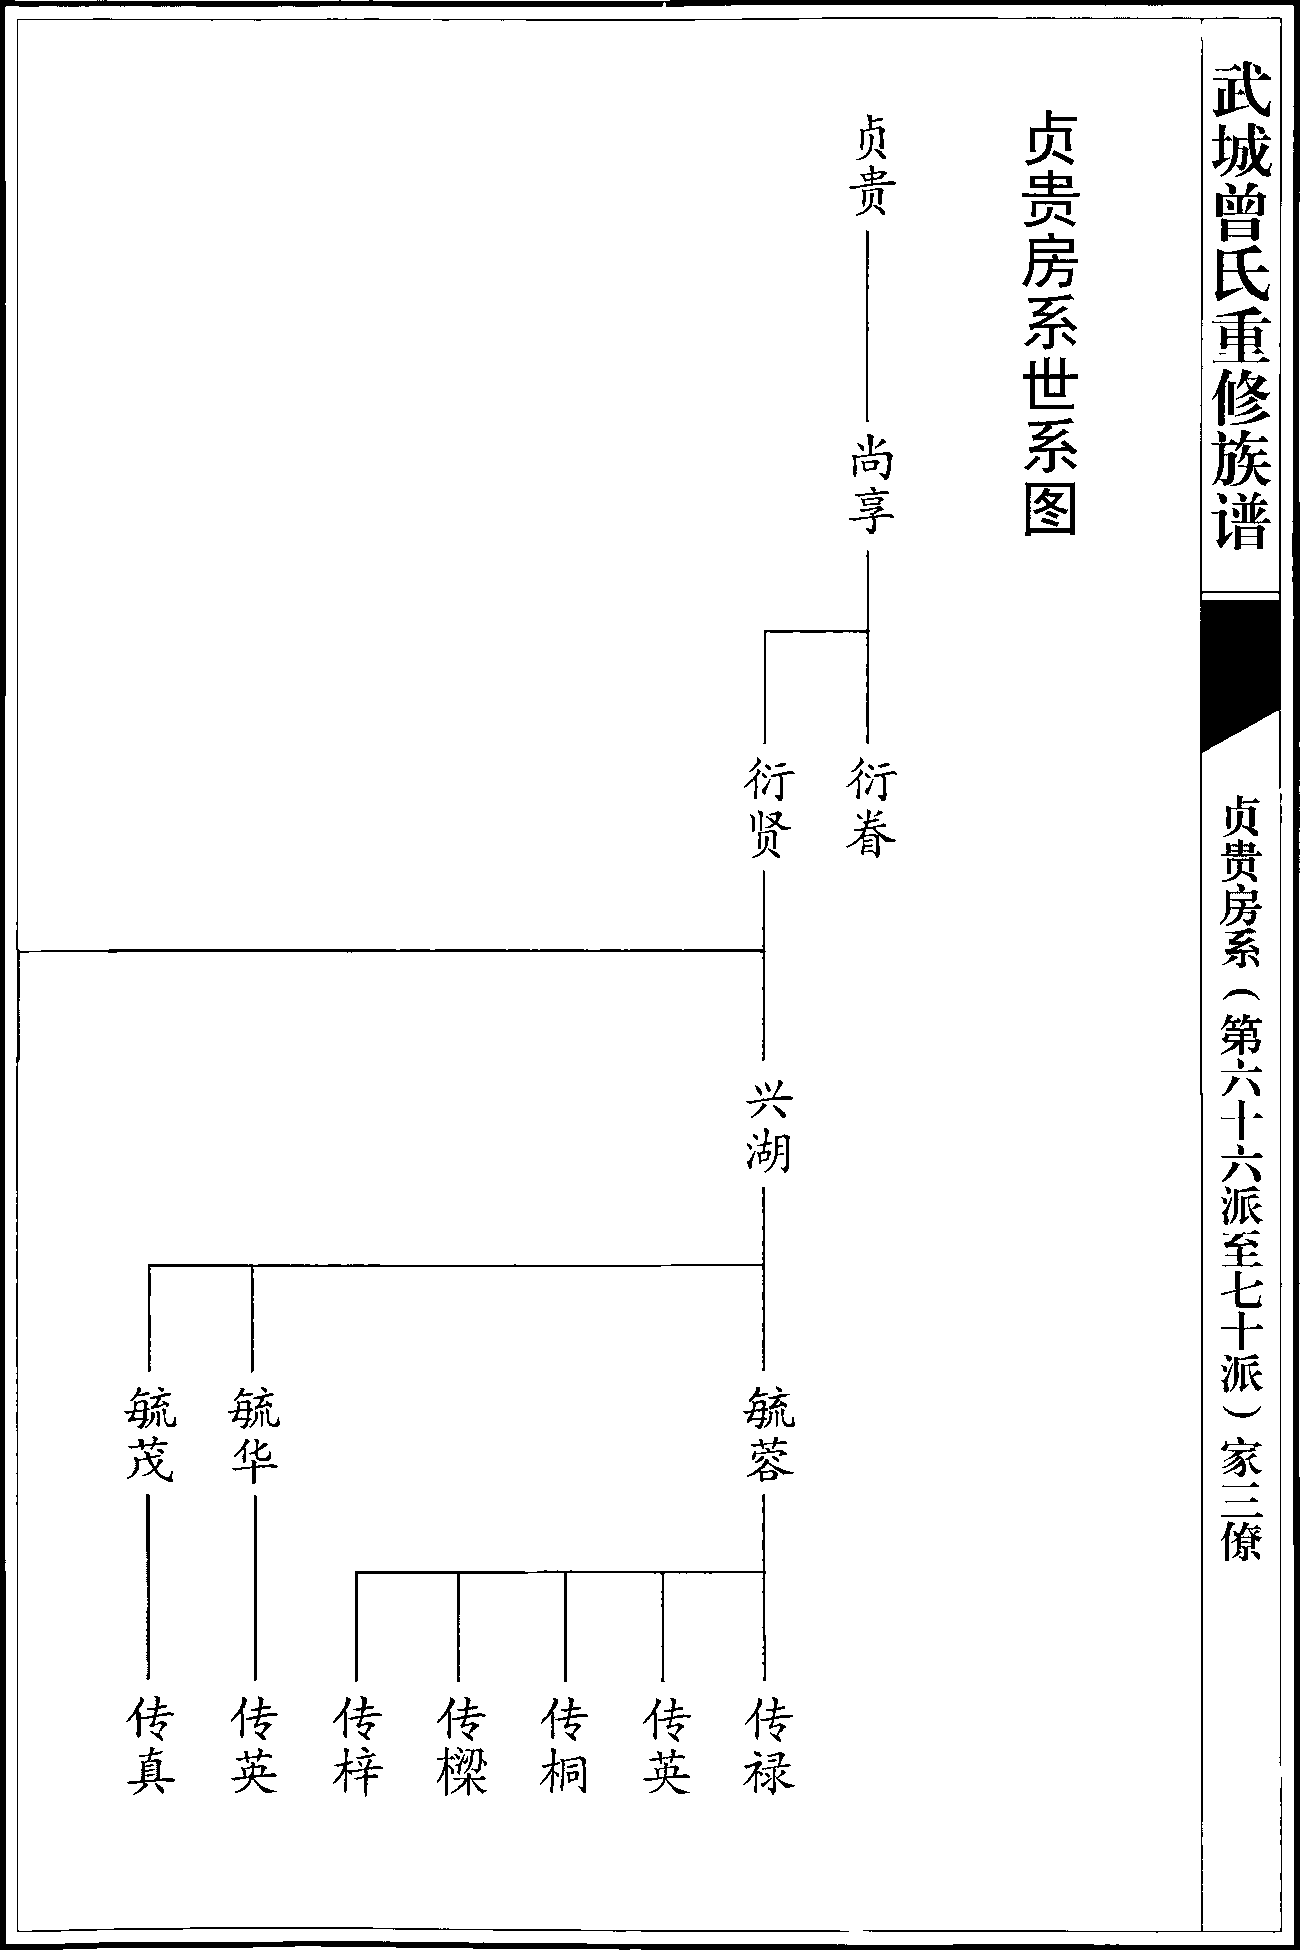 武城曾氏重修族谱
贞贵房系（第六十六派至七十派）家三僚
贞贵房系世系图
贞贵
尚享
衍眷
衍贤
兴湖
毓蓉
毓华
毓茂
传禄
传英
传桐
传樑
传梓
传英
传真